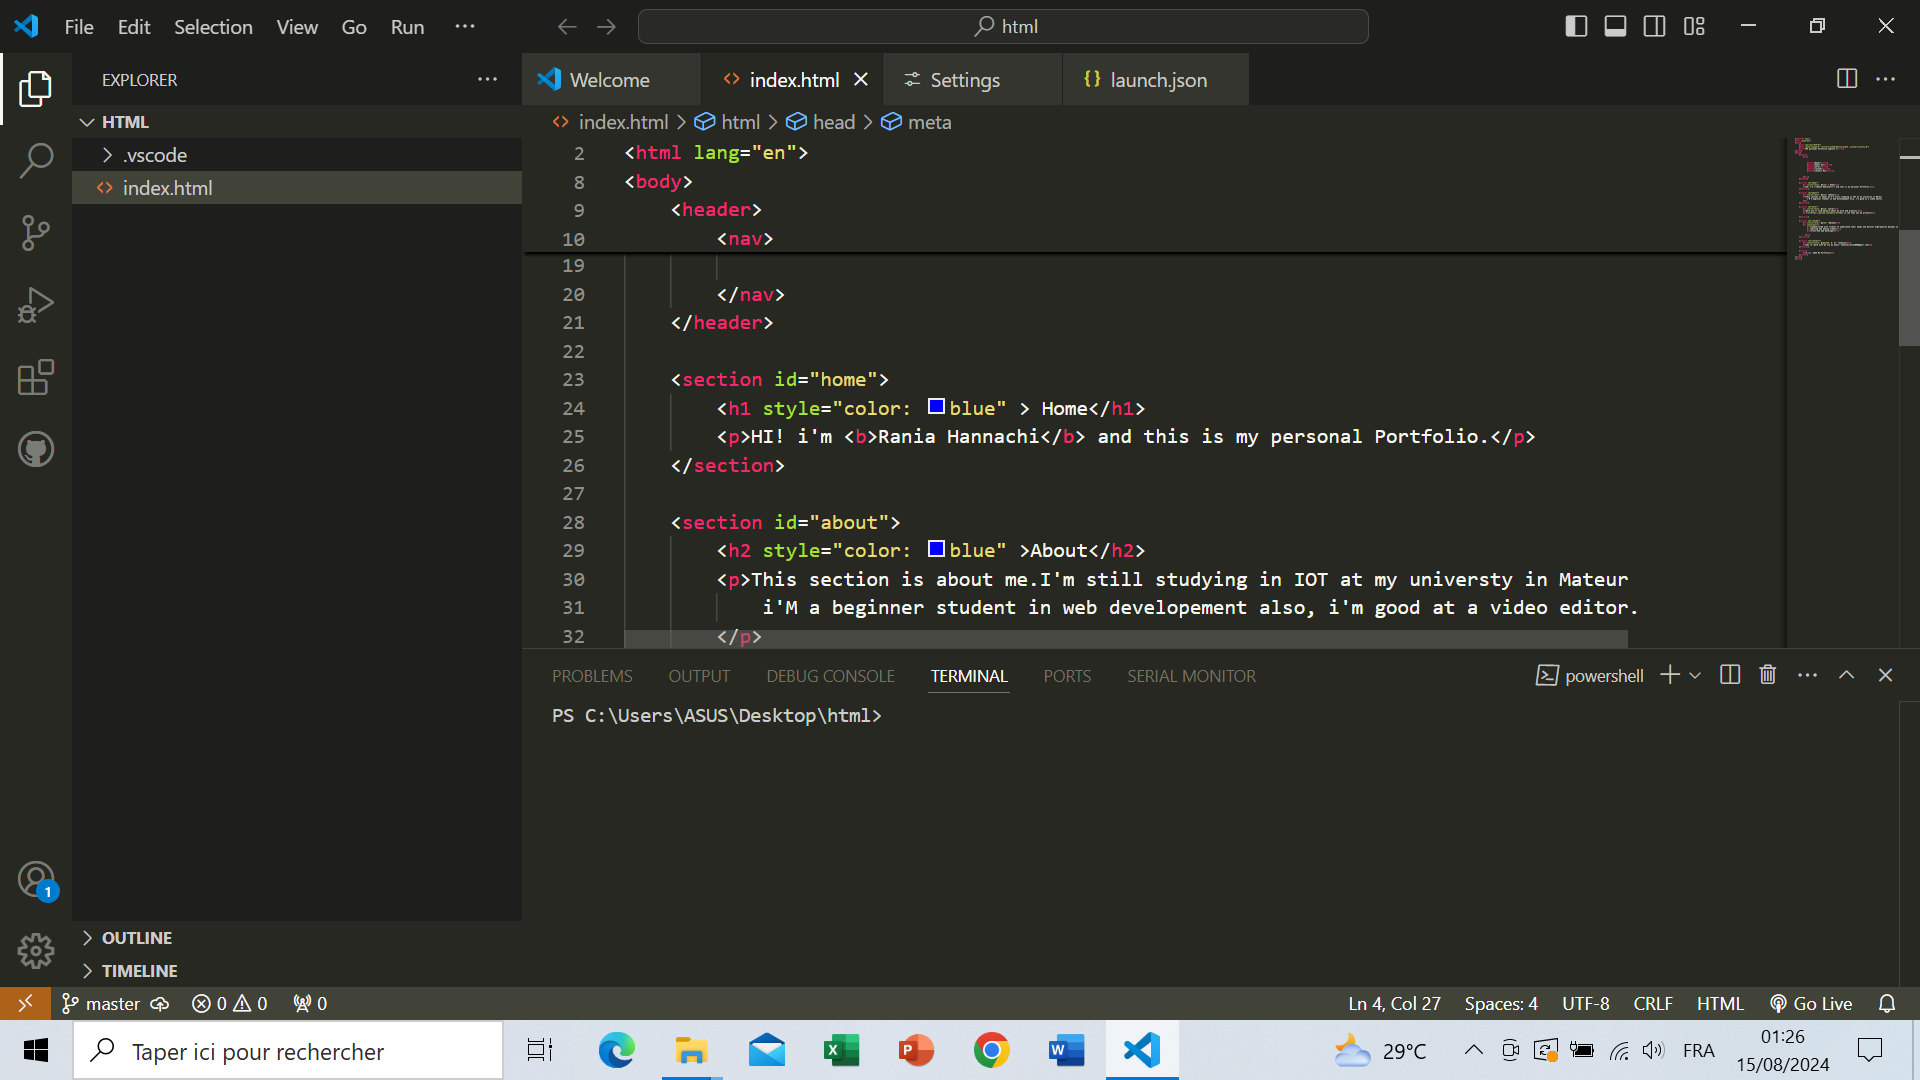 File Edit Selection View Go Run ··· html
EXPLORER ···
Welcome index.html Settings launch.json
HTML
.vscode
index.html
index.html > html > head > meta
2 <html lang="en">
8 <body>
9 <header>
10 <nav>
19
20 </nav>
21 </header>
22
23 <section id="home">
24 <h1 style="color: blue" > Home</h1>
25 <p>HI! i'm <b>Rania Hannachi</b> and this is my personal Portfolio.</p>
26 </section>
27
28 <section id="about">
29 <h2 style="color: blue" >About</h2>
30 <p>This section is about me.I'm still studying in IOT at my universty in Mateur
31 i'M a beginner student in web developement also, i'm good at a video editor.
32 </p>
PROBLEMS OUTPUT DEBUG CONSOLE TERMINAL PORTS SERIAL MONITOR powershell
PS C:\Users\ASUS\Desktop\html>
1
OUTLINE
TIMELINE
master 0 0 0 Ln 4, Col 27 Spaces: 4 UTF-8 CRLF HTML Go Live
Taper ici pour rechercher 29°C FRA 01:26
15/08/2024